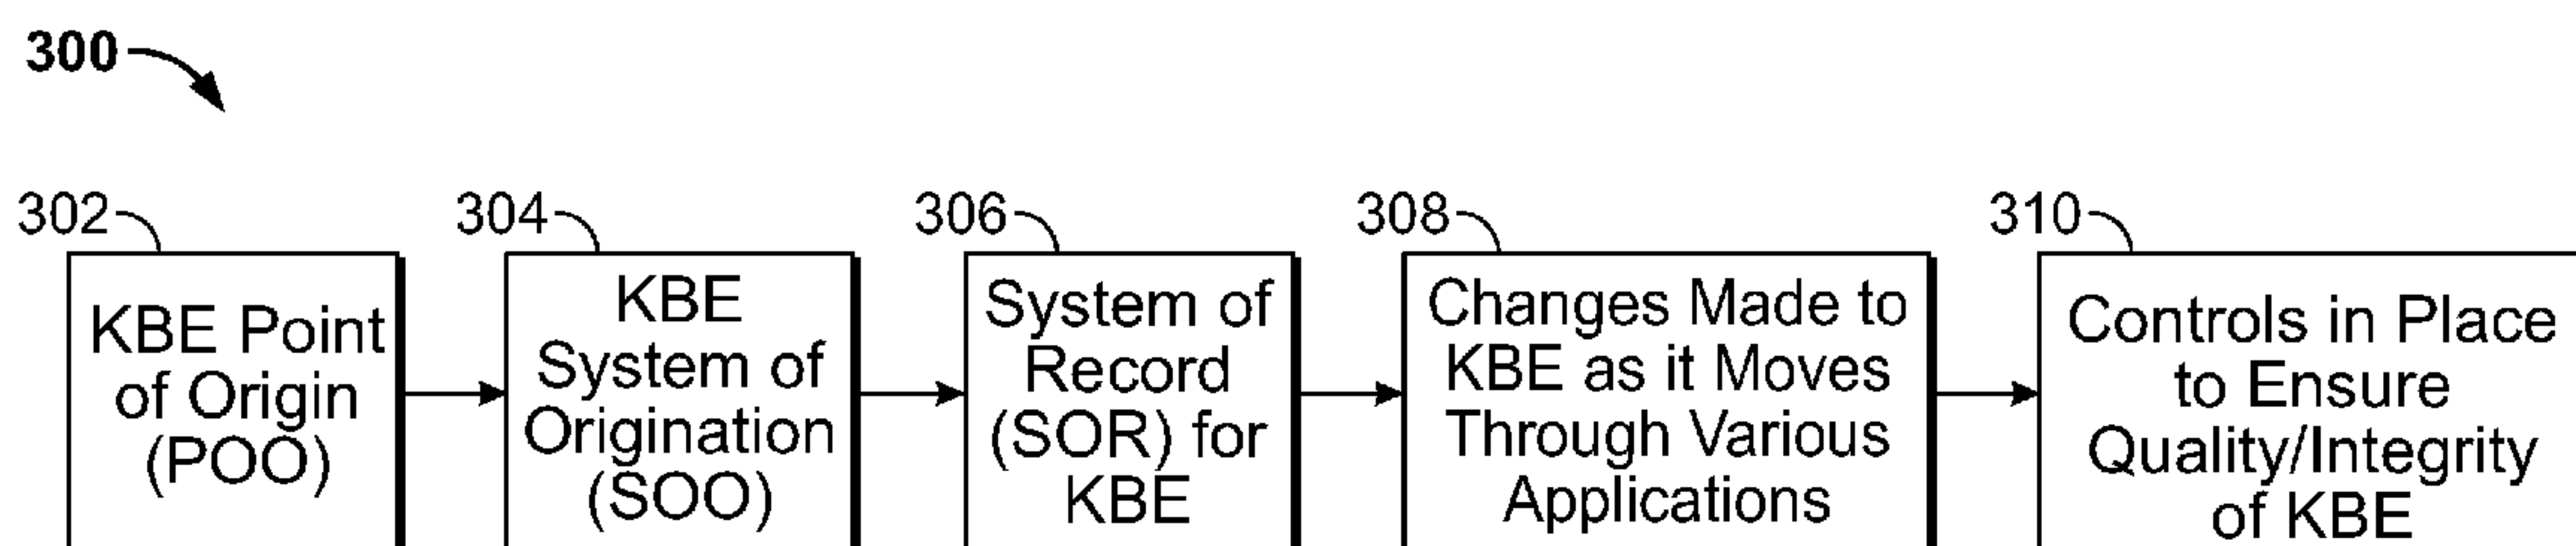 300
302
304
306
308
310
KBE Point
of Origin
(POO)
KBE
System of
Origination
(SOO)
System of
Record
(SOR) for
KBE
Changes Made to
KBE as it Moves
Through Various
Applications
Controls in Place
to Ensure
Quality/Integrity
of KBE